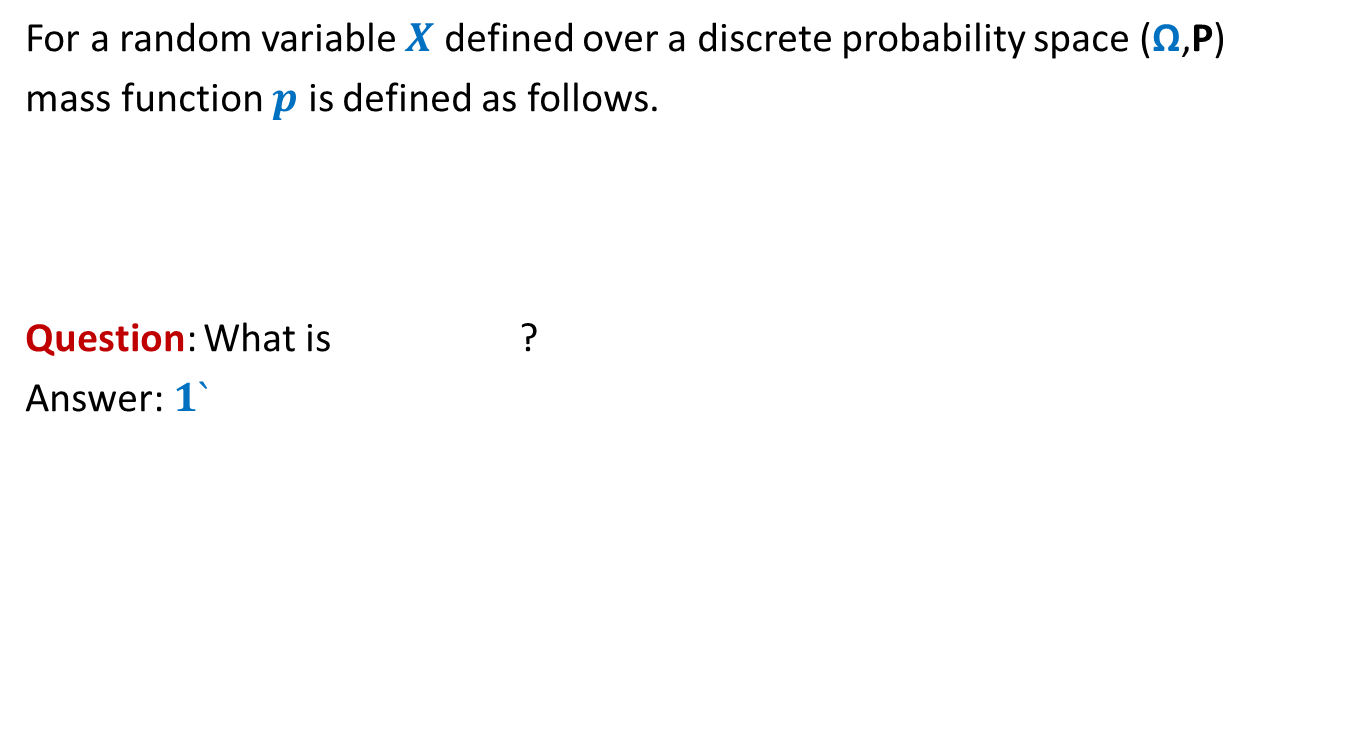 For a random variable X defined over a discrete probability space (Ω,P)
mass function p is defined as follows.
Question: What is ?
Answer: 1`